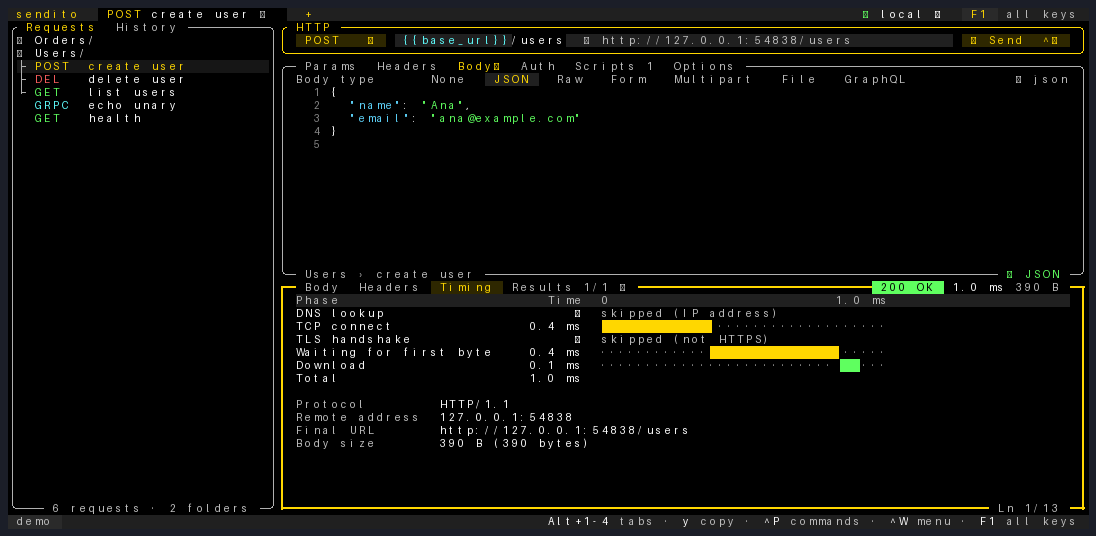 sendito POST create user + local F1 all keys
Requests History
Orders/
Users/
POST create user
DEL delete user
GET list users
GRPC echo unary
GET health
6 requests · 2 folders
HTTP
POST {{base_url}}/users http://127.0.0.1:54838/users Send ^
Params Headers Body Auth Scripts 1 Options
Body type None JSON Raw Form Multipart File GraphQL json
1 {
2 "name": "Ana",
3 "email": "ana@example.com"
4 }
5
Users › create user JSON
Body Headers Timing Results 1/1 200 OK 1.0 ms 390 B
Phase Time 0 1.0 ms
DNS lookup skipped (IP address)
TCP connect 0.4 ms
TLS handshake skipped (not HTTPS)
Waiting for first byte 0.4 ms
Download 0.1 ms
Total 1.0 ms
Protocol HTTP/1.1
Remote address 127.0.0.1:54838
Final URL http://127.0.0.1:54838/users
Body size 390 B (390 bytes)
Ln 1/13
demo Alt+1-4 tabs · y copy · ^P commands · ^W menu · F1 all keys